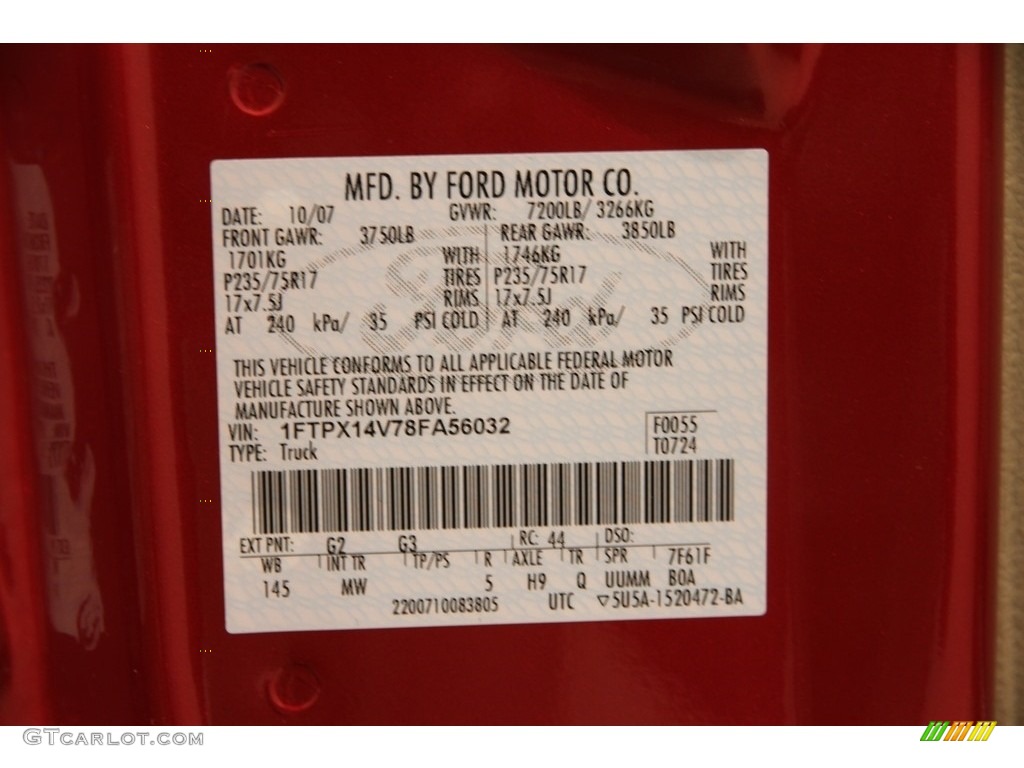 MFD. BY FORD MOTOR CO.
DATE: 10/07 GVWR: 7200LB/ 3266KG
FRONT GAWR: 3750LB REAR GAWR: 3850LB
1701KG WITH 1746KG WITH
P235/75R17 TIRES P235/75R17 TIRES
17x7.5J RIMS 17x7.5J RIMS
AT 240 kPa/ 35 PSI COLD AT 240 kPa/ 35 PSI COLD
THIS VEHICLE CONFORMS TO ALL APPLICABLE FEDERAL MOTOR
VEHICLE SAFETY STANDARDS IN EFFECT ON THE DATE OF
MANUFACTURE SHOWN ABOVE.
VIN: 1FTPX14V78FA56032 F0055
TYPE: Truck T0724
EXT PNT: G2 G3 RC: 44 DSO:
WB INT TR TP/PS R AXLE TR SPR 7F61F
145 MW 5 H9 Q UUMM BOA
2200710083805 UTC ▽5U5A-1520472-BA
GTCARLOT.COM